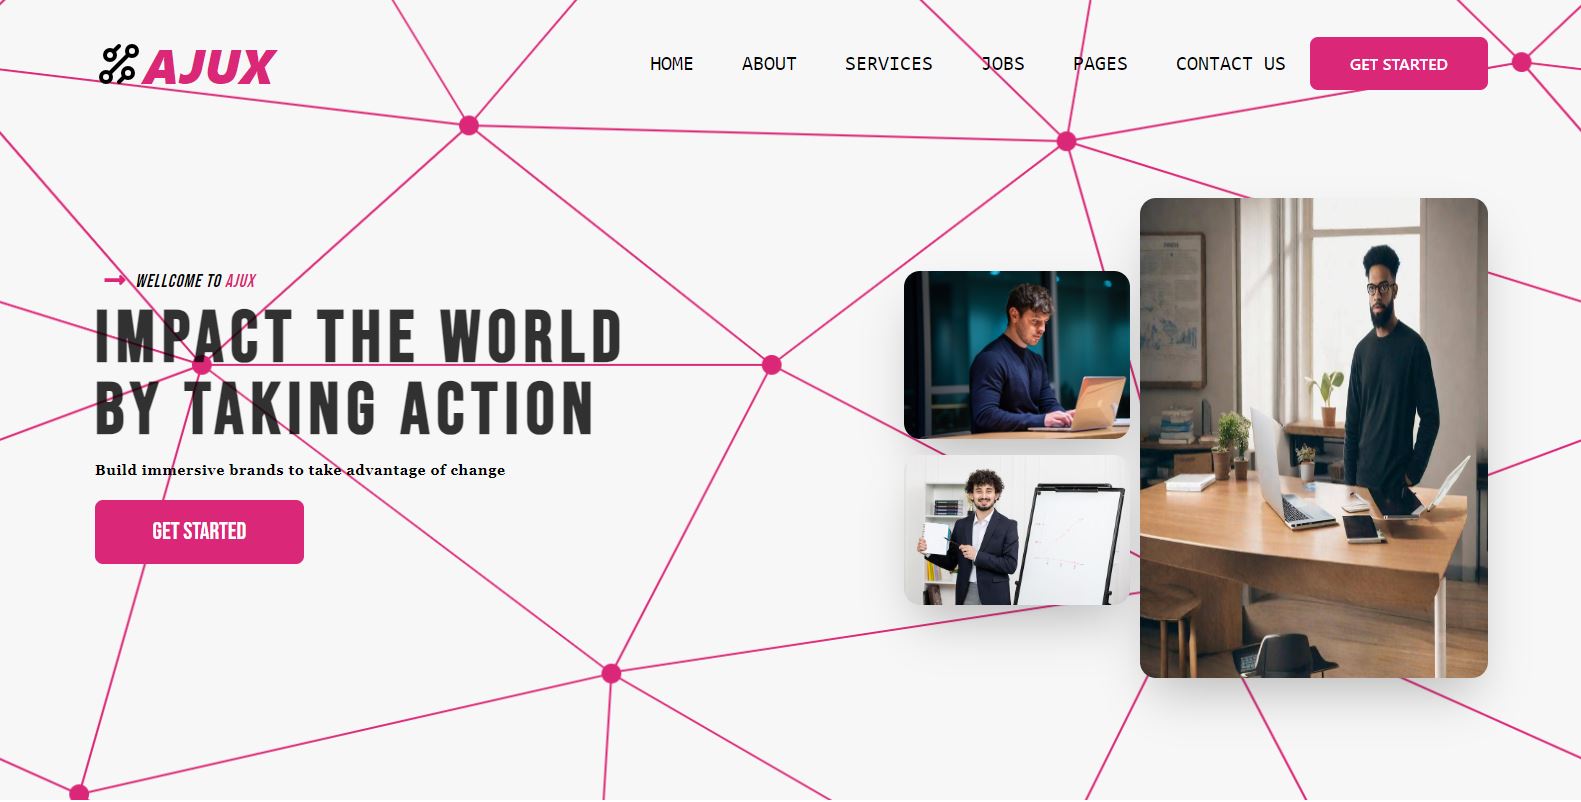 AJUX
HOME ABOUT SERVICES JOBS PAGES CONTACT US GET STARTED
WELLCOME TO AJUX
IMPACT THE WORLD
BY TAKING ACTION
Build immersive brands to take advantage of change
GET STARTED